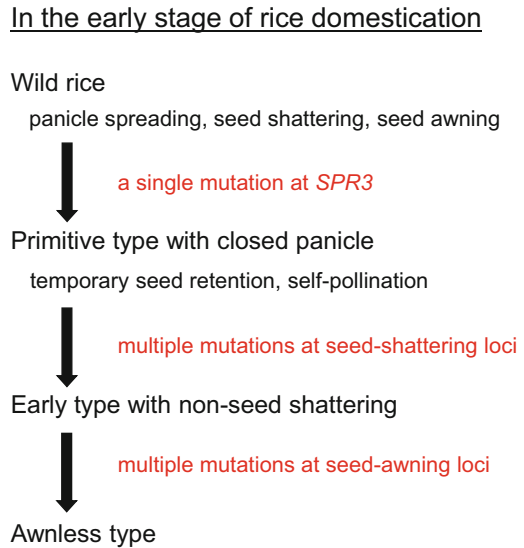 In the early stage of rice domestication
Wild rice
panicle spreading, seed shattering, seed awning
a single mutation at SPR3
Primitive type with closed panicle
temporary seed retention, self-pollination
multiple mutations at seed-shattering loci
Early type with non-seed shattering
multiple mutations at seed-awning loci
Awnless type